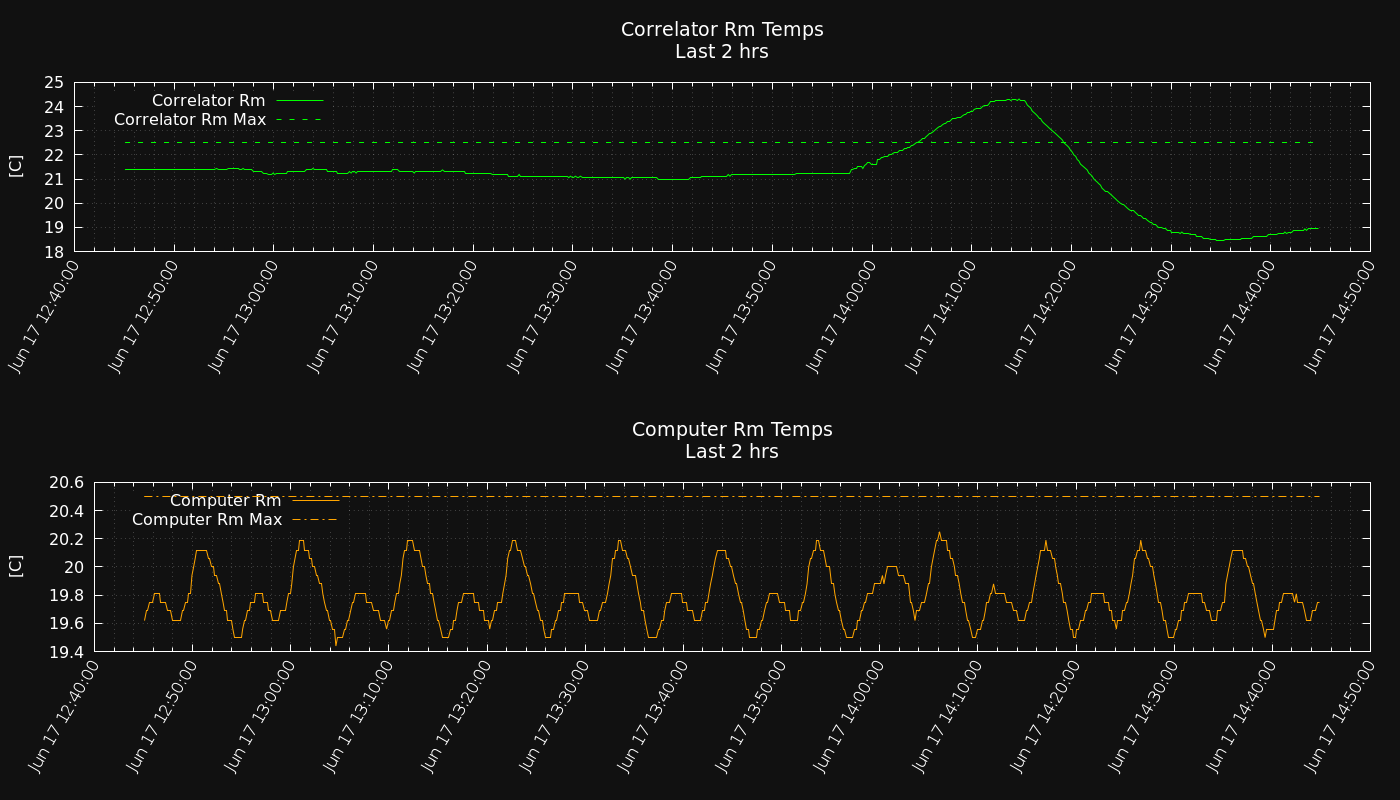 Correlator Rm Temps
Last 2 hrs
25
24
23
22
21
20
19
18
[C]
Correlator Rm
Correlator Rm Max
Jun 17 12:40:00
Jun 17 12:50:00
Jun 17 13:00:00
Jun 17 13:10:00
Jun 17 13:20:00
Jun 17 13:30:00
Jun 17 13:40:00
Jun 17 13:50:00
Jun 17 14:00:00
Jun 17 14:10:00
Jun 17 14:20:00
Jun 17 14:30:00
Jun 17 14:40:00
Jun 17 14:50:00
Computer Rm Temps
Last 2 hrs
20.6
20.4
20.2
20
19.8
19.6
19.4
[C]
Computer Rm
Computer Rm Max
Jun 17 12:40:00
Jun 17 12:50:00
Jun 17 13:00:00
Jun 17 13:10:00
Jun 17 13:20:00
Jun 17 13:30:00
Jun 17 13:40:00
Jun 17 13:50:00
Jun 17 14:00:00
Jun 17 14:10:00
Jun 17 14:20:00
Jun 17 14:30:00
Jun 17 14:40:00
Jun 17 14:50:00